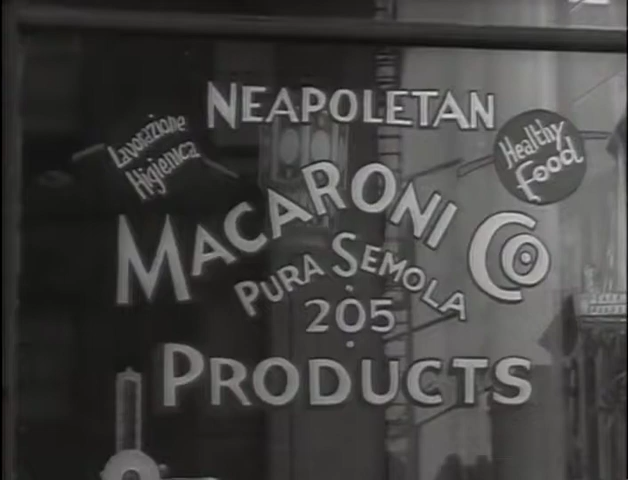 NEAPOLETAN
Lavorazione
Higienica
Healthy
Food
MACARONI CO
PURA SEMOLA
205
PRODUCTS